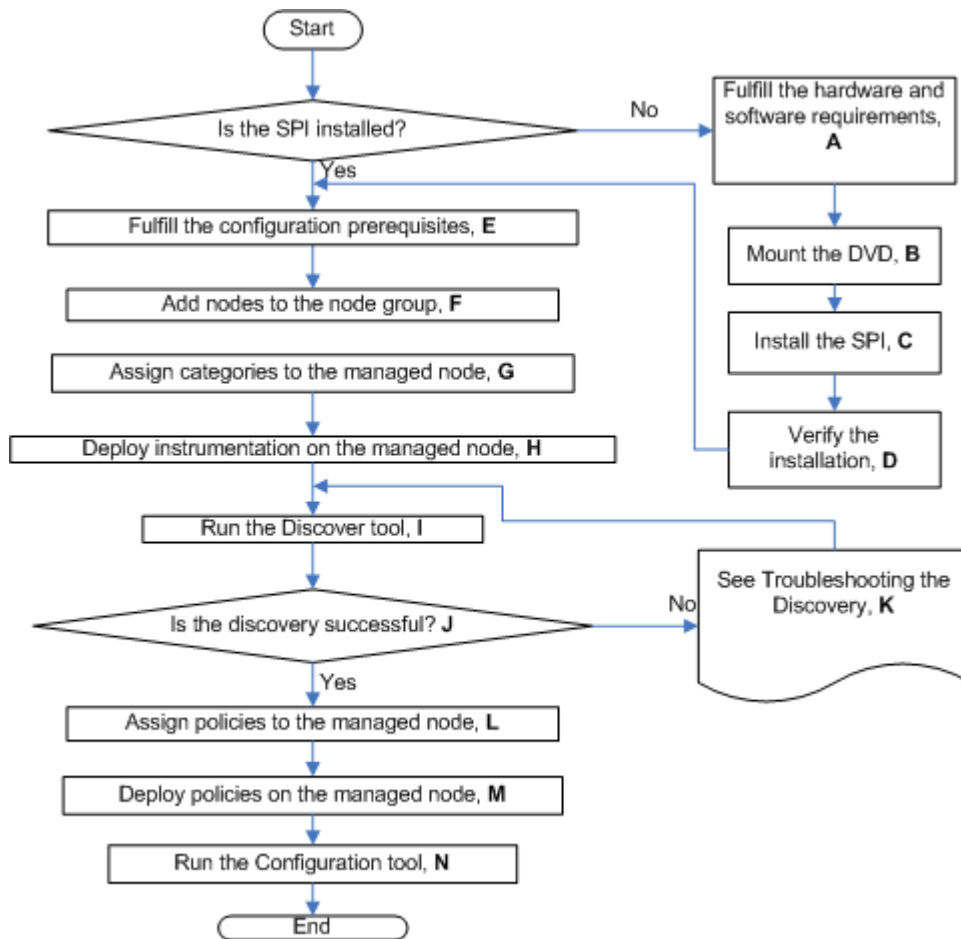 Start
Is the SPI installed?
No
Fulfill the hardware and
software requirements,
A
Yes
Fulfill the configuration prerequisites, E
Mount the DVD, B
Add nodes to the node group, F
Install the SPI, C
Assign categories to the managed node, G
Verify the
installation, D
Deploy instrumentation on the managed node, H
Run the Discover tool, I
See Troubleshooting the
Discovery, K
Is the discovery successful? J
No
Yes
Assign policies to the managed node, L
Deploy policies on the managed node, M
Run the Configuration tool, N
End